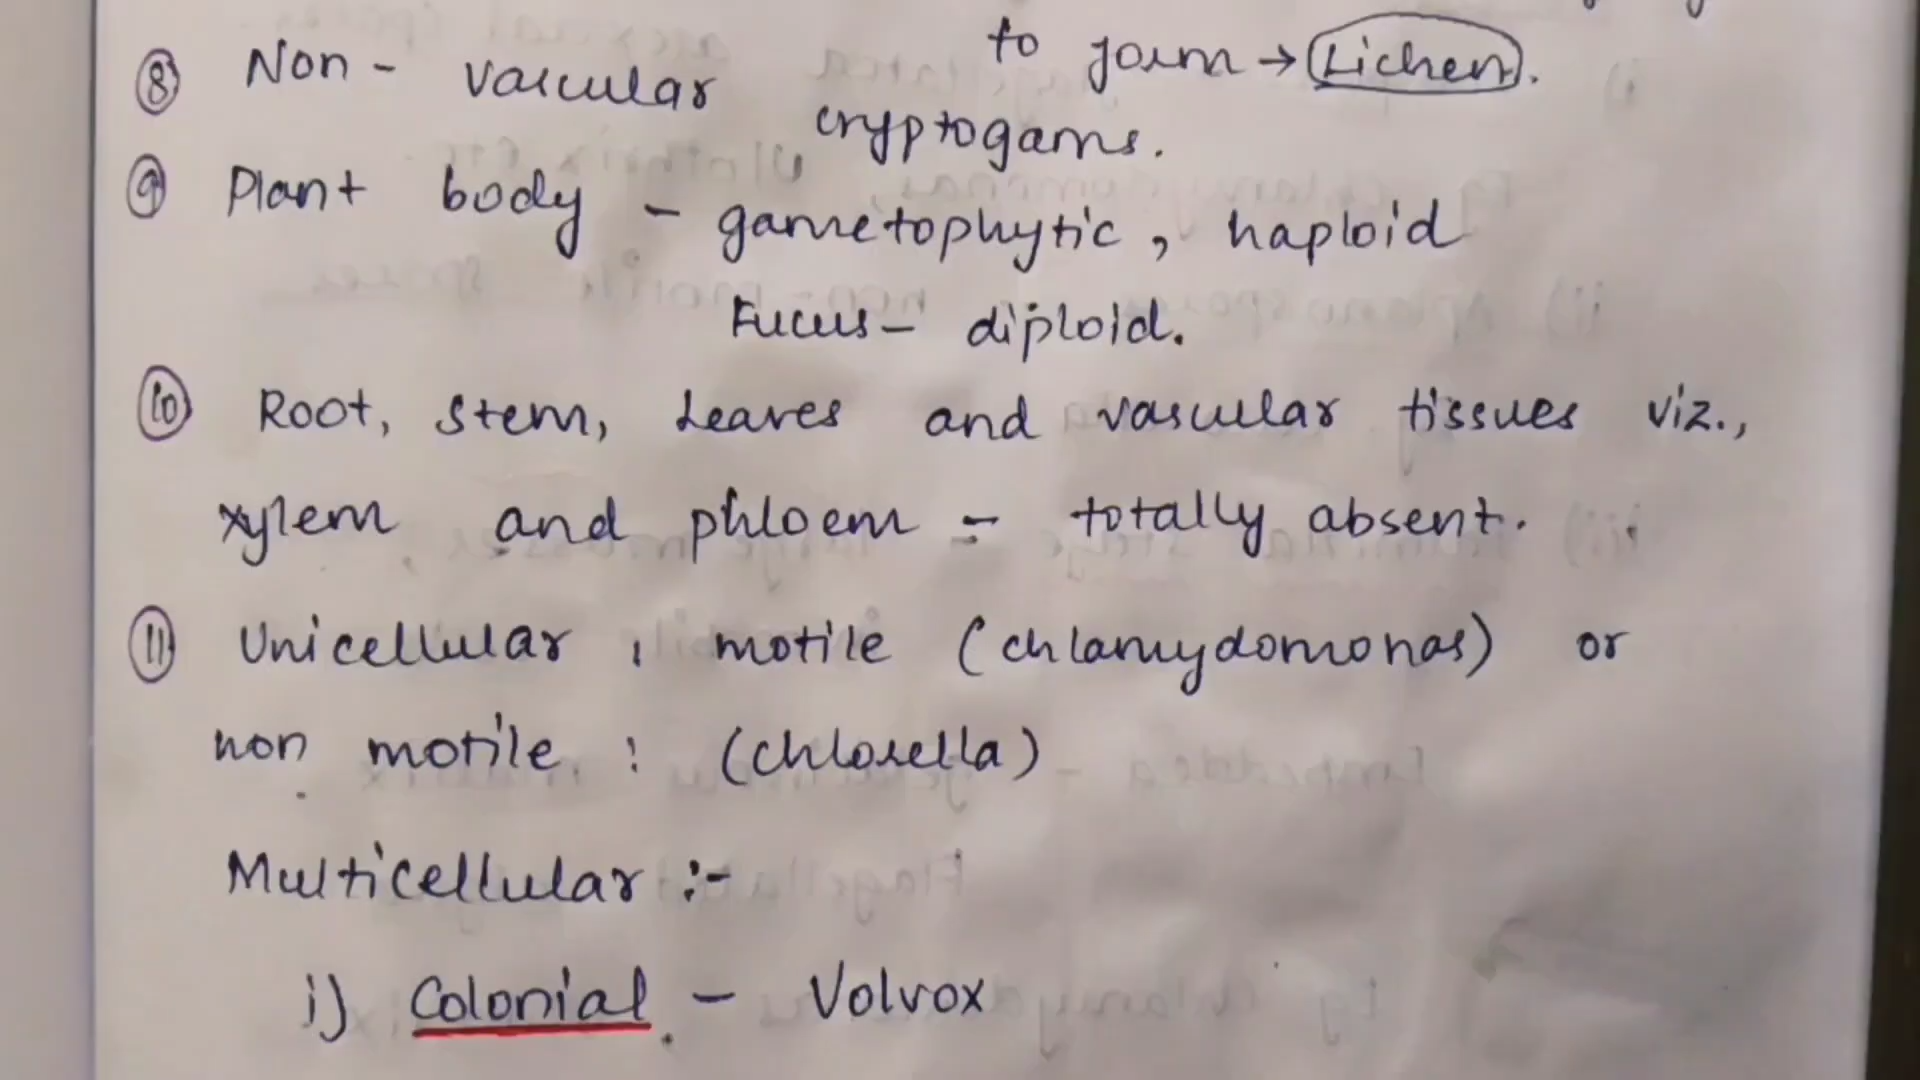 to form → Lichen.
⑧ Non - vascular cryptogams.
⑨ Plant body - gametophytic, haploid
Fucus - diploid.
⑩ Root, stem, Leaves and vascular tissues viz.,
xylem and phloem :- totally absent.
⑪ Unicellular, motile (chlamydomonas) or
non motile : (chlorella)
Multicellular :-
i) Colonial - Volvox